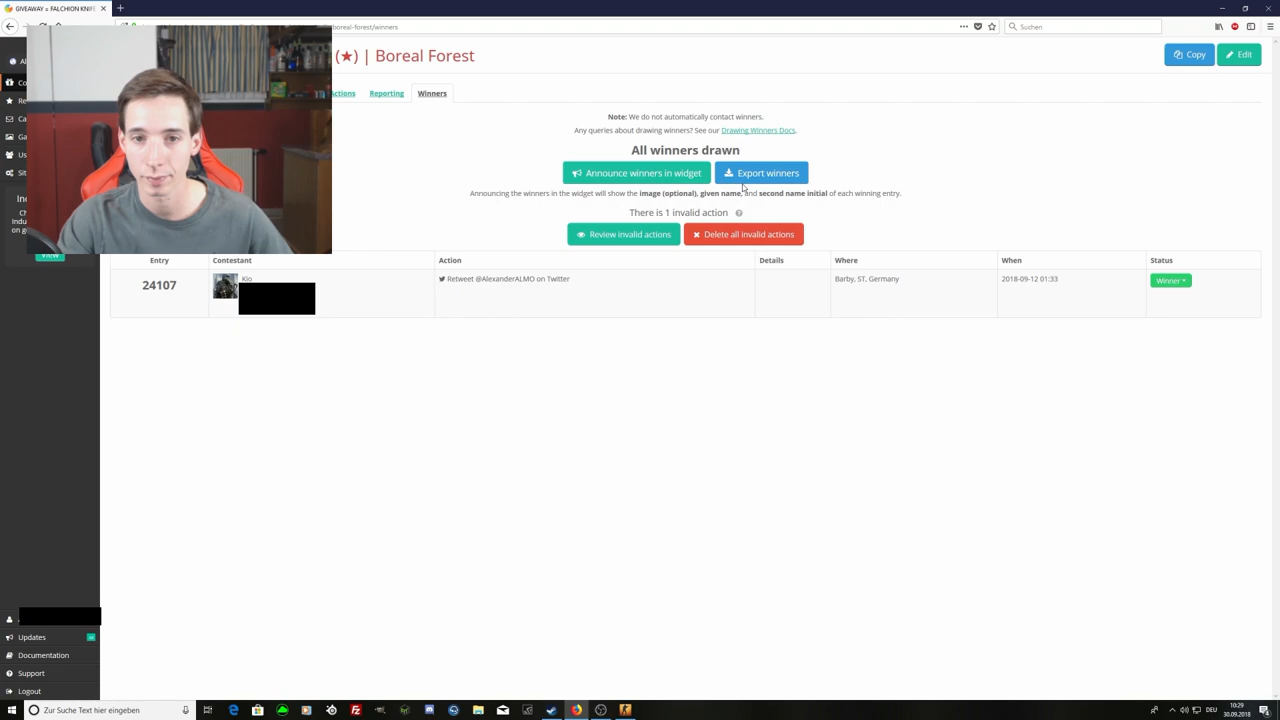 GIVEAWAY = FALCHION KNIFE
boreal-forest/winners
Suchen
(★) | Boreal Forest
Copy
Edit
Actions
Reporting
Winners
Note: We do not automatically contact winners.
Any queries about drawing winners? See our Drawing Winners Docs.
All winners drawn
Announce winners in widget
Export winners
Announcing the winners in the widget will show the image (optional), given name, and second name initial of each winning entry.
There is 1 invalid action
Review invalid actions
Delete all invalid actions
VIEW
Entry Contestant Action Details Where When Status
24107 Kio Retweet @AlexanderALMO on Twitter Barby, ST, Germany 2018-09-12 01:33 Winner
Updates
Documentation
Support
Logout
Zur Suche Text hier eingeben
DEU
10:29
30.09.2018